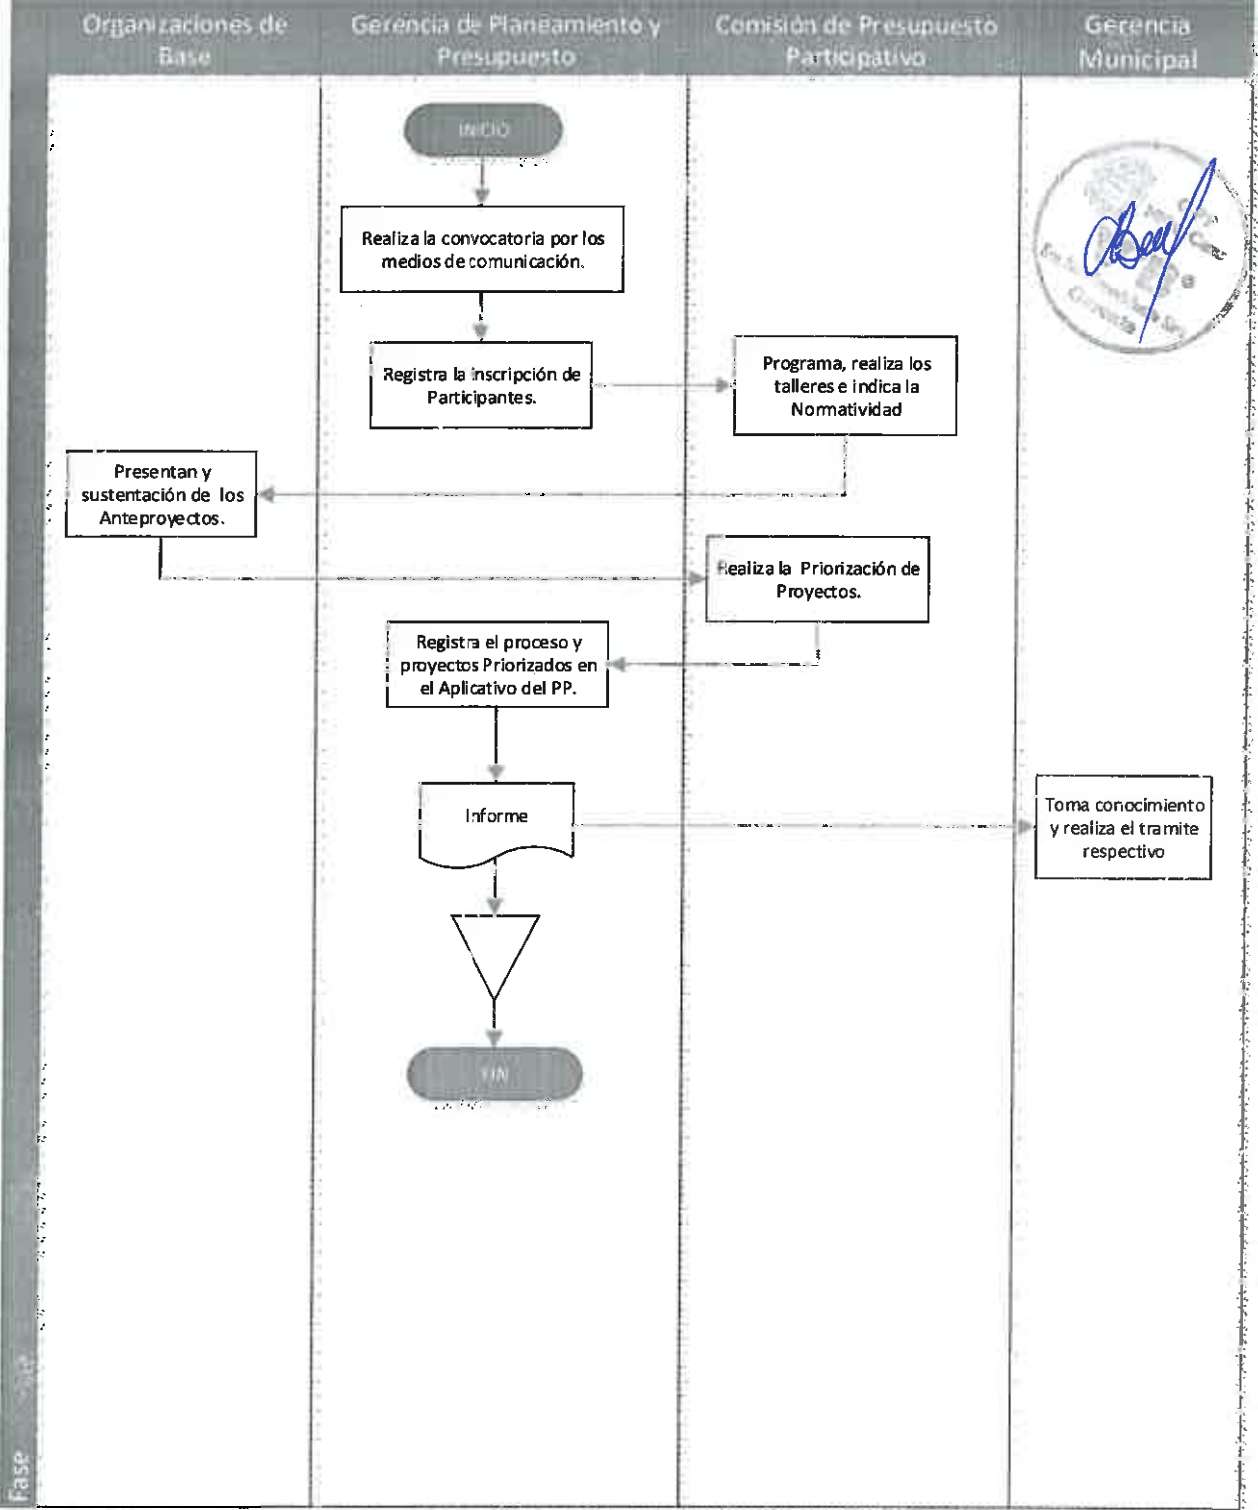 Organizaciones de
Base
Gerencia de Planeamiento y
Presupuesto
Comisión de Presupuesto
Participativo
Gerencia
Municipal
INICIO
Realiza la convocatoria por los
medios de comunicación.
Registra la inscripción de
Participantes.
Programa, realiza los
talleres e indica la
Normatividad
Presentan y
sustentación de los
Anteproyectos.
Realiza la Priorización de
Proyectos.
Registra el proceso y
proyectos Priorizados en
el Aplicativo del PP.
Informe
Toma conocimiento
y realiza el tramite
respectivo
FIN
Fase